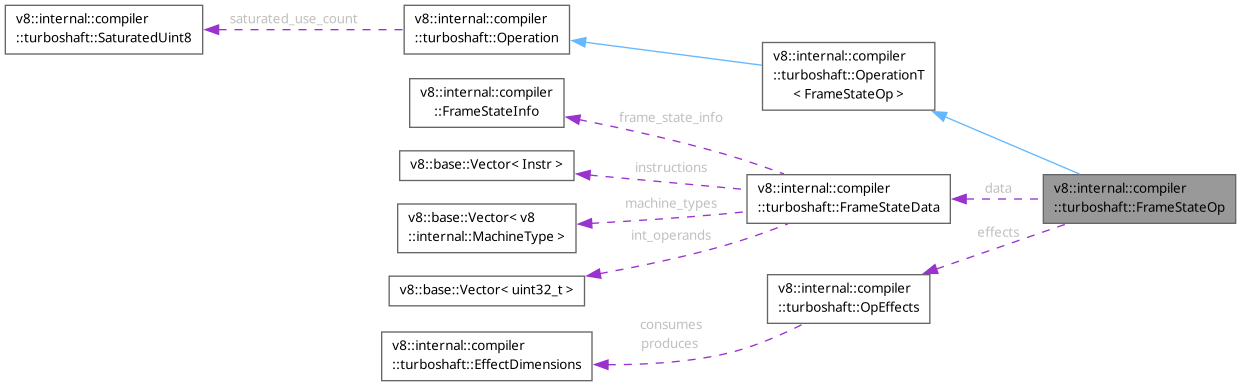 v8::internal::compiler
::turboshaft::SaturatedUint8
saturated_use_count
v8::internal::compiler
::turboshaft::Operation
v8::internal::compiler
::turboshaft::OperationT
< FrameStateOp >
v8::internal::compiler
::FrameStateInfo
frame_state_info
v8::base::Vector< Instr >
instructions
v8::base::Vector< v8
::internal::MachineType >
machine_types
v8::base::Vector< uint32_t >
int_operands
v8::internal::compiler
::turboshaft::FrameStateData
data
v8::internal::compiler
::turboshaft::FrameStateOp
effects
v8::internal::compiler
::turboshaft::OpEffects
consumes
produces
v8::internal::compiler
::turboshaft::EffectDimensions